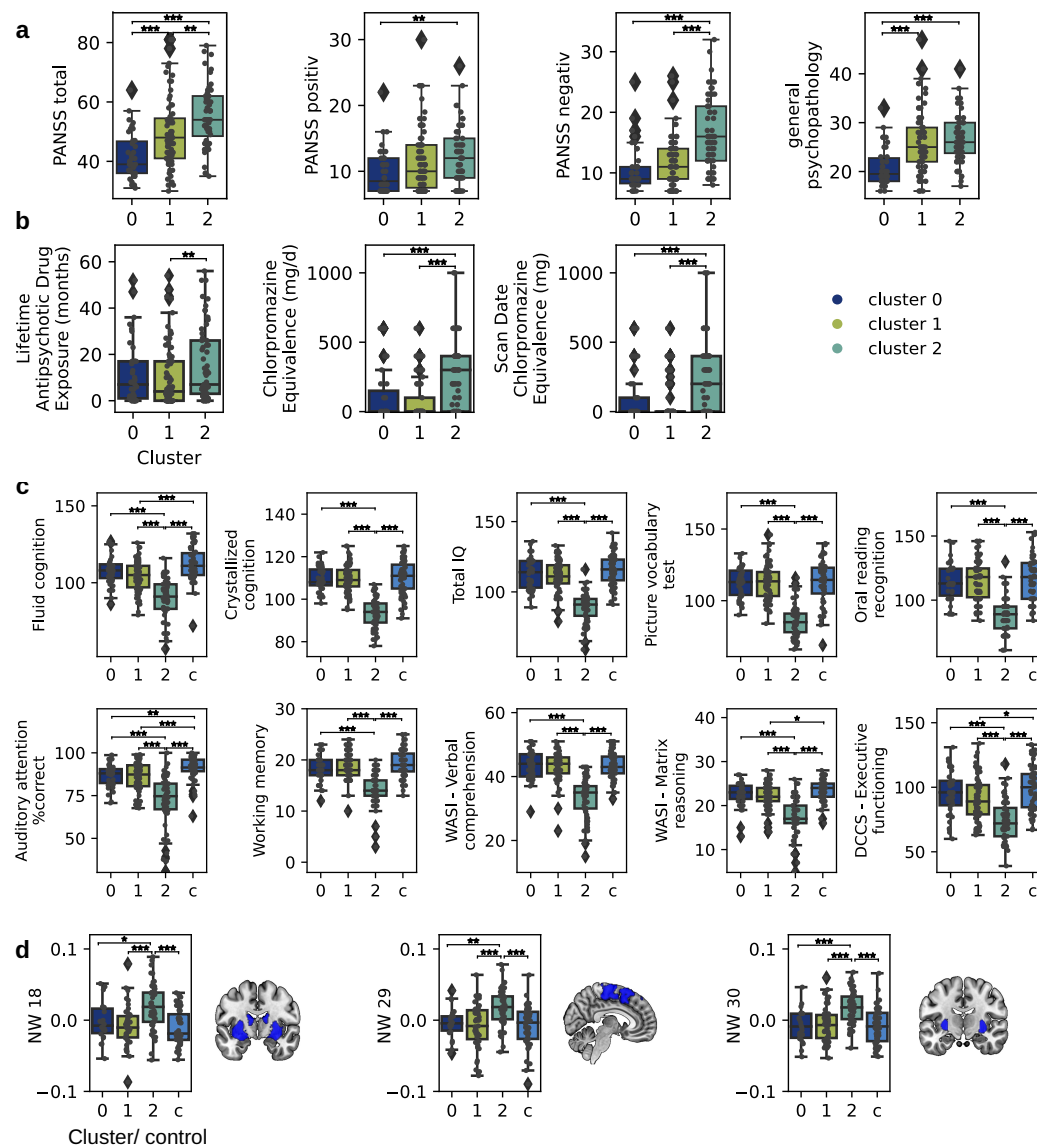 a
PANSS total
80
60
40
0 1 2
*** 
*** **
PANSS positiv
30
20
10
0 1 2
**
PANSS negativ
30
20
10
0 1 2
***
***
general
psychopathology
50
40
30
20
0 1 2
***
***
b
Lifetime
Antipsychotic Drug
Exposure (months)
60
40
20
0
0 1 2
**
Cluster
Chlorpromazine
Equivalence (mg/d)
1000
500
0
0 1 2
***
***
Scan Date
Chlorpromazine
Equivalence (mg)
1000
500
0
0 1 2
***
***
cluster 0
cluster 1
cluster 2
c
Fluid cognition
150
100
0 1 2 c
***
***
*** ***
Crystallized
cognition
140
120
100
80
0 1 2 c
***
*** ***
Total IQ
150
100
0 1 2 c
***
*** ***
Picture vocabulary
test
150
100
0 1 2 c
***
*** ***
Oral reading
recognition
150
100
0 1 2 c
***
*** ***
Auditory attention
%correct
100
75
50
0 1 2 c
**
***
***
*** ***
Working memory
30
20
10
0
0 1 2 c
*** ***
***
WASI - Verbal
comprehension
60
40
20
0 1 2 c
***
*** ***
WASI - Matrix
reasoning
40
30
20
10
0 1 2 c
*
***
*** ***
DCCS - Executive
functioning
150
100
50
0 1 2 c
*
***
*** ***
d
NW 18
0.1
0.0
−0.1
0 1 2 c
*
*** ***
Cluster/ control
NW 29
0.1
0.0
−0.1
0 1 2 c
**
*** ***
NW 30
0.1
0.0
−0.1
0 1 2 c
***
*** ***